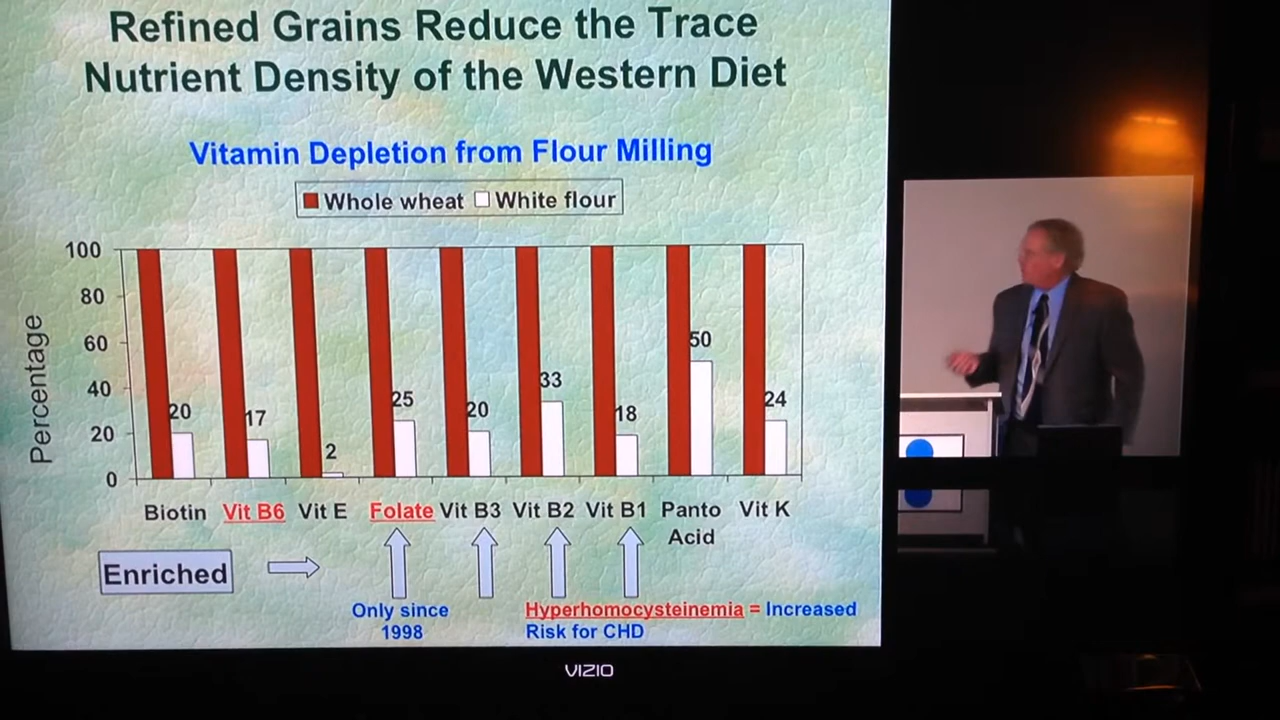 Refined Grains Reduce the Trace
Nutrient Density of the Western Diet
Vitamin Depletion from Flour Milling
Whole wheat White flour
Percentage
100
80
60
40
20
0
20
17
2
25
20
33
18
50
24
Biotin Vit B6 Vit E Folate Vit B3 Vit B2 Vit B1 Panto Acid Vit K
Enriched
Only since
1998
Hyperhomocysteinemia = Increased
Risk for CHD
VIZIO